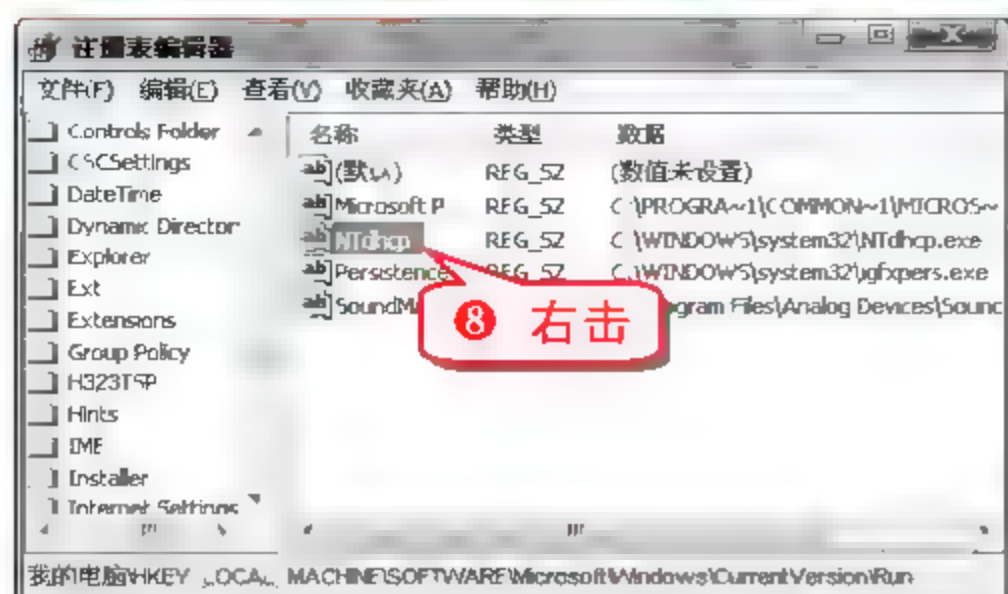 注册表编辑器
文件(F) 编辑(E) 查看(V) 收藏夹(A) 帮助(H)
Controls Folder
CSCSettings
DateTime
Dynamic Director
Explorer
Ext
Extensions
Group Policy
H323TSP
Hints
IME
Installer
Internet Settings
名称 类型 数据
(默认) REG_SZ (数值未设置)
Microsoft P REG_SZ C:\PROGRA~1\COMMON~1\MICROS~
NTdhcp REG_SZ C:\WINDOWS\system32\NTdhcp.exe
Persistence REG_SZ C:\WINDOWS\system32\igfxpers.exe
SoundM gram Files\Analog Devices\Sound
❽ 右击
我的电脑\HKEY_LOCAL_MACHINE\SOFTWARE\Microsoft\Windows\CurrentVersion\Run